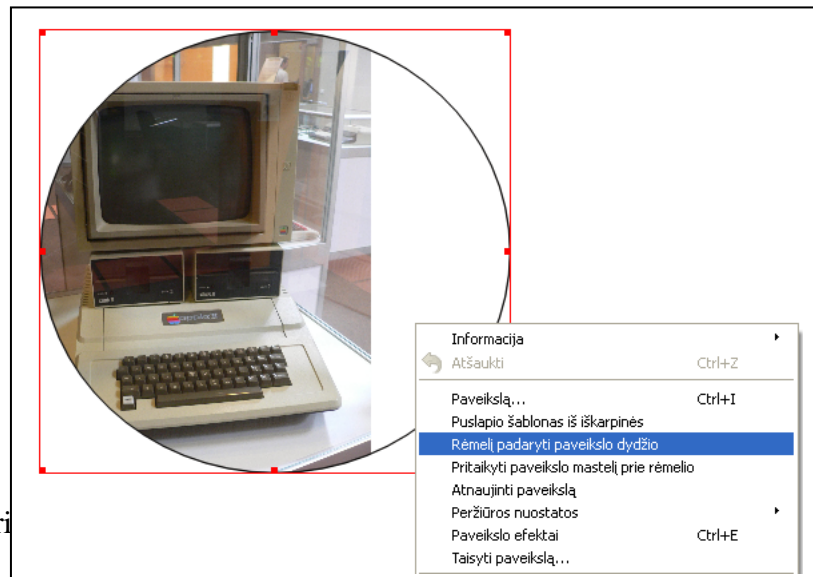 Informacija
Atšaukti Ctrl+Z
Paveikslą... Ctrl+I
Puslapio šablonas iš iškarpinės
Rėmelį padaryti paveikslo dydžio
Pritaikyti paveikslo mastelį prie rėmelio
Atnaujinti paveikslą
Peržiūros nuostatos
Paveikslo efektai Ctrl+E
Taisyti paveikslą...
ri